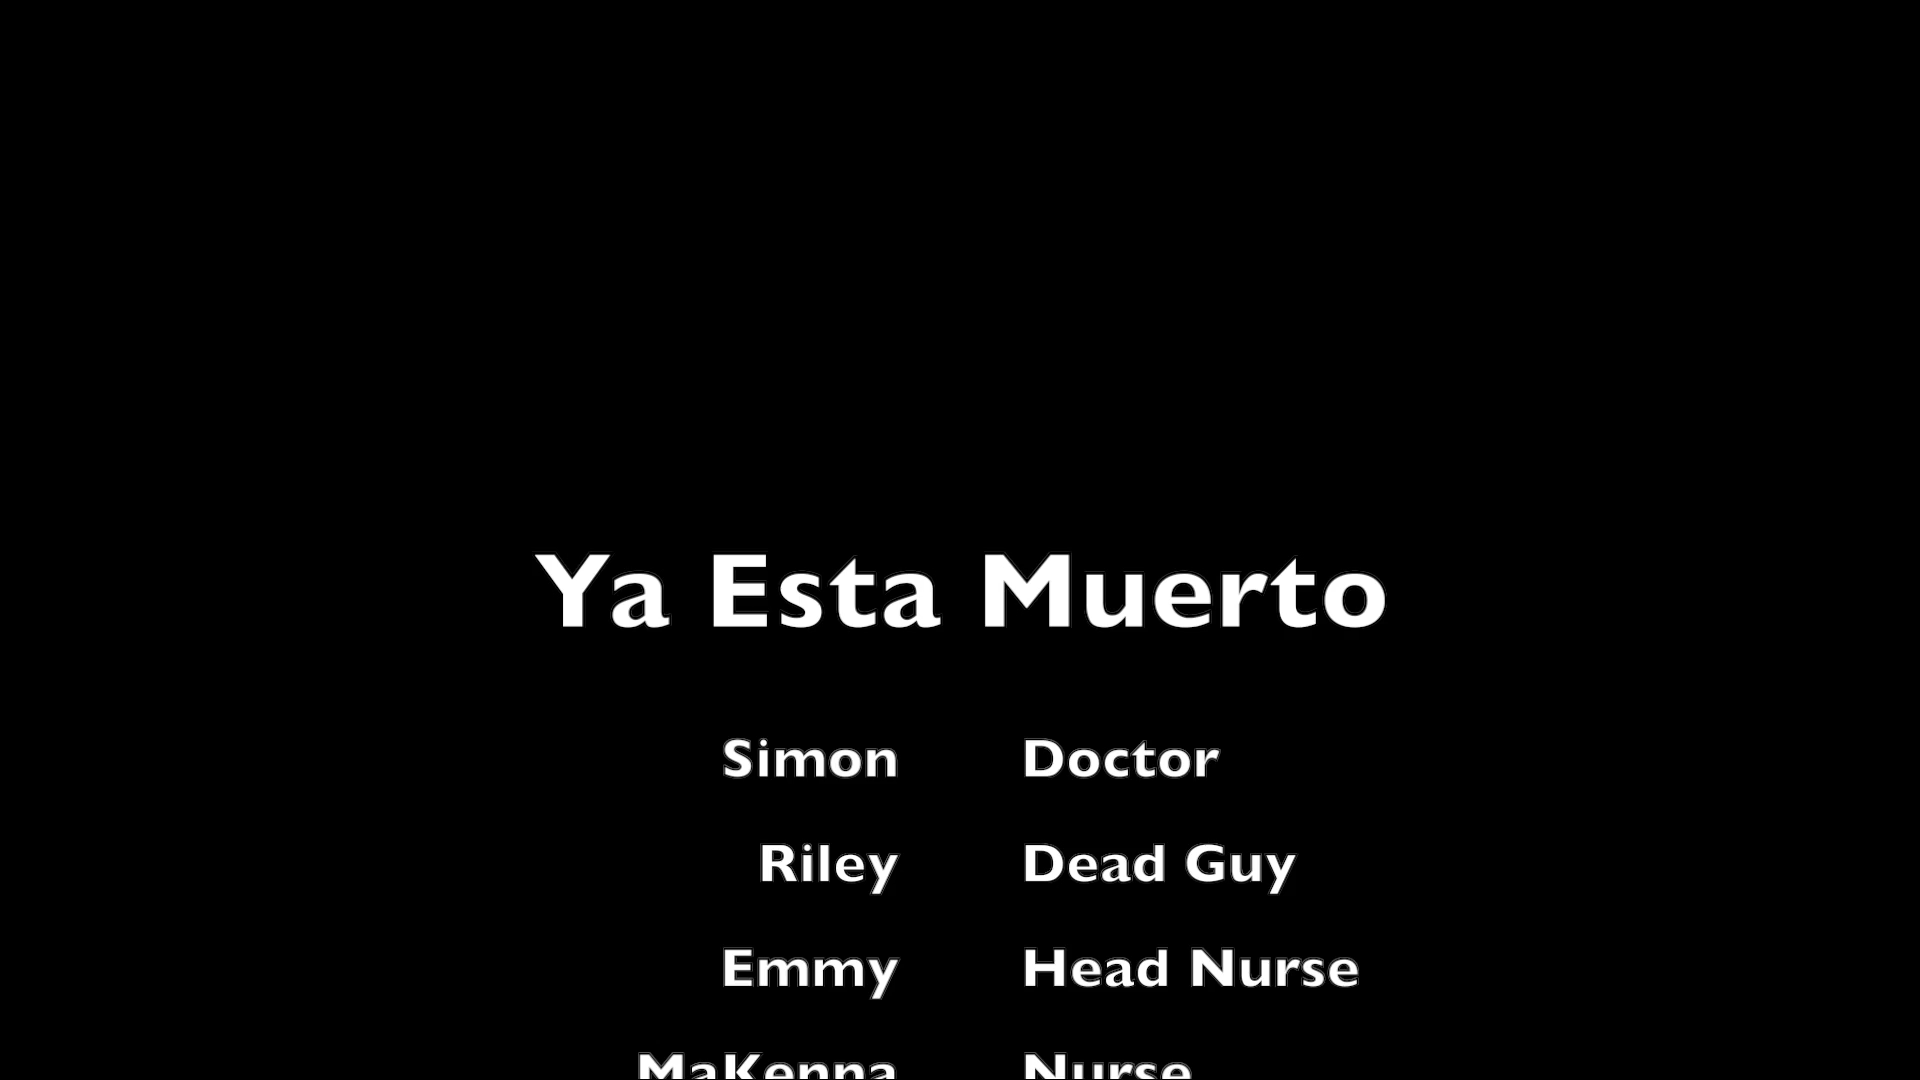 Ya Esta Muerto
Simon Doctor
Riley Dead Guy
Emmy Head Nurse
MaKenna Nurse